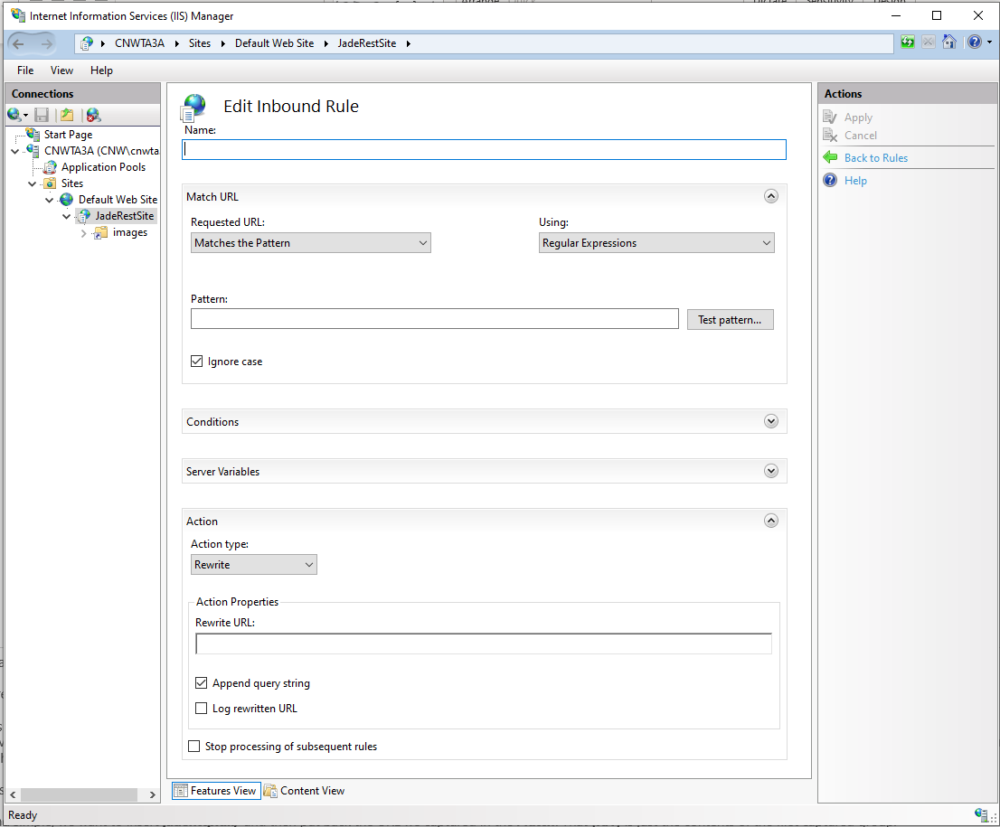 Internet Information Services (IIS) Manager
CNWTA3A Sites Default Web Site JadeRestSite
File View Help
Connections
Start Page
CNWTA3A (CNW\cnwta
Application Pools
Sites
Default Web Site
JadeRestSite
images
Edit Inbound Rule
Name:
Match URL
Requested URL: Using:
Matches the Pattern Regular Expressions
Pattern:
Test pattern...
Ignore case
Conditions
Server Variables
Action
Action type:
Rewrite
Action Properties
Rewrite URL:
Append query string
Log rewritten URL
Stop processing of subsequent rules
Features View Content View
Actions
Apply
Cancel
Back to Rules
Help
Ready